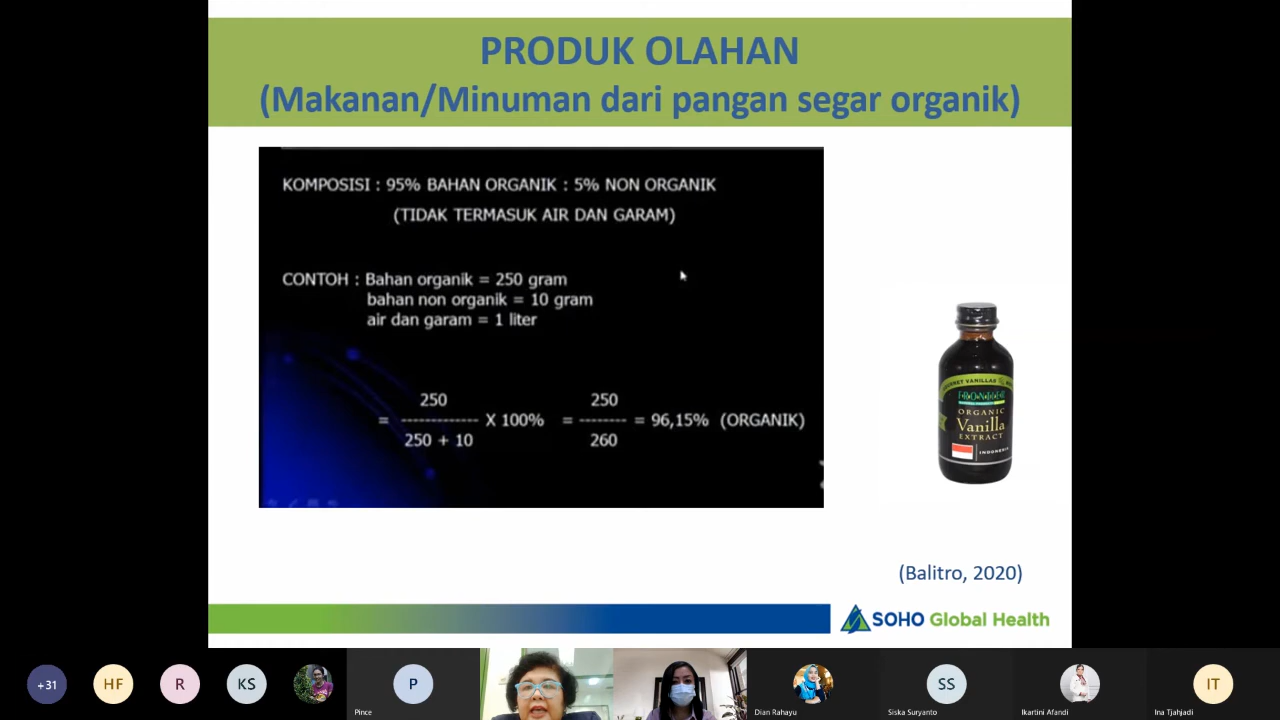 PRODUK OLAHAN
(Makanan/Minuman dari pangan segar organik)
KOMPOSISI : 95% BAHAN ORGANIK : 5% NON ORGANIK
(TIDAK TERMASUK AIR DAN GARAM)
CONTOH : Bahan organik = 250 gram
bahan non organik = 10 gram
air dan garam = 1 liter
250 250
= ------------- X 100% = -------- = 96,15% (ORGANIK)
250 + 10 260
ORGANIC
Vanilla
EXTRACT
INDONESIA
(Balitro, 2020)
SOHO Global Health
+31
HF
R
KS
P
Pince
Dian Rahayu
SS
Siska Suryanto
Ikartini Afandi
IT
Ina Tjahjadi